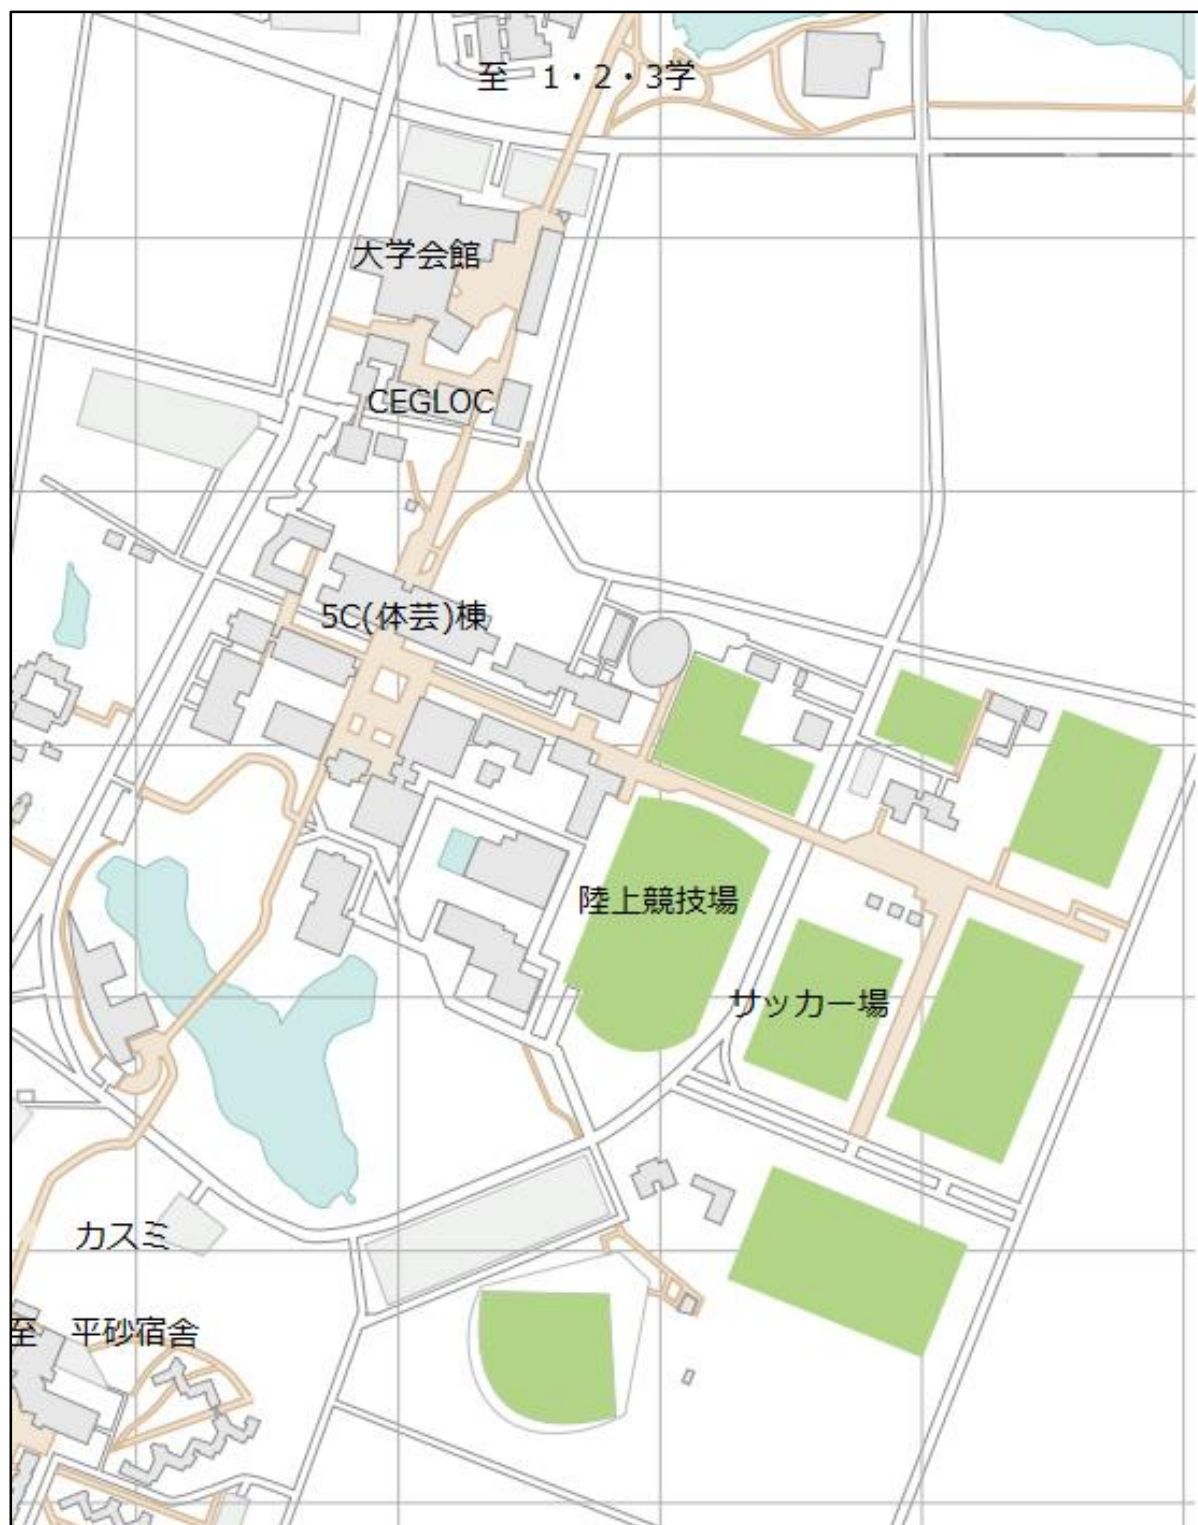 至　1・2・3学
大学会館
CEGLOC
5C(体芸)棟
陸上競技場
サッカー場
カスミ
至　平砂宿舎